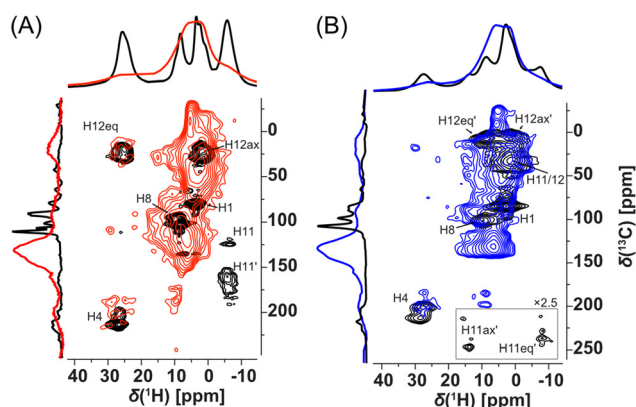 (A)
(B)
H12eq
H12ax
H8
H1
H11
H11'
H4
0
50
100
150
200
40 30 20 10 0 -10
δ(¹H) [ppm]
H12eq'
H12ax'
H11/12
H1
H8
H4
×2.5
H11ax'
H11eq'
0
50
100
150
200
250
δ(¹³C) [ppm]
40 30 20 10 0 -10
δ(¹H) [ppm]